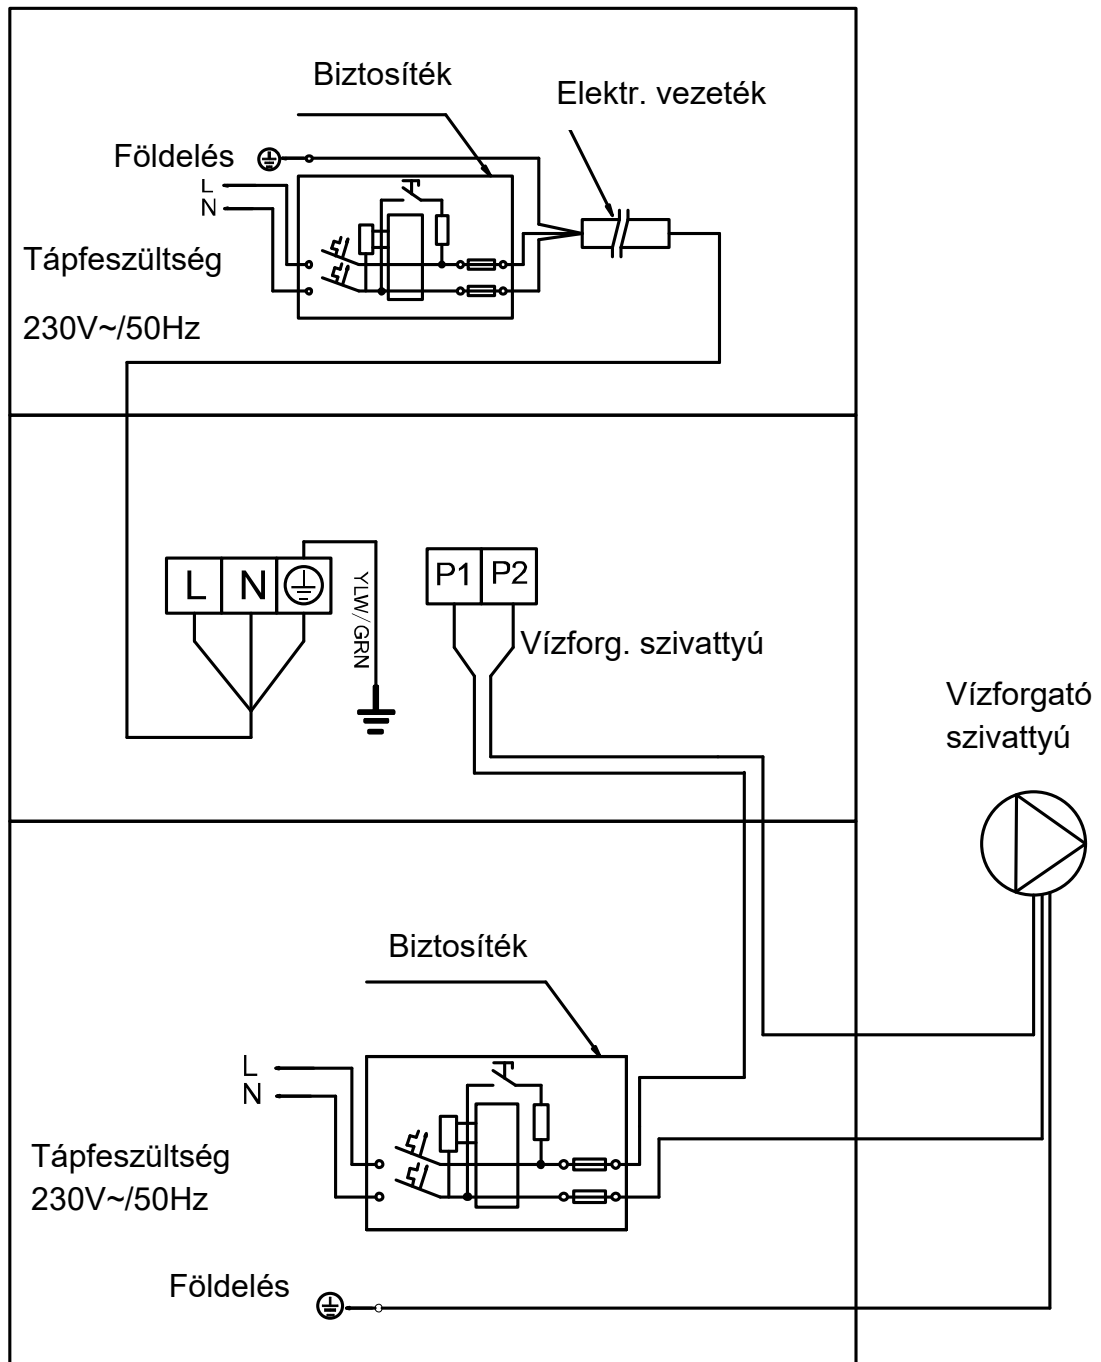 Biztosíték
Elektr. vezeték
Földelés
L
N
Tápfeszültség
230V~/50Hz
L N
YLW/GRN
P1 P2
Vízforg. szivattyú
Vízforgató
szivattyú
Biztosíték
L
N
Tápfeszültség
230V~/50Hz
Földelés